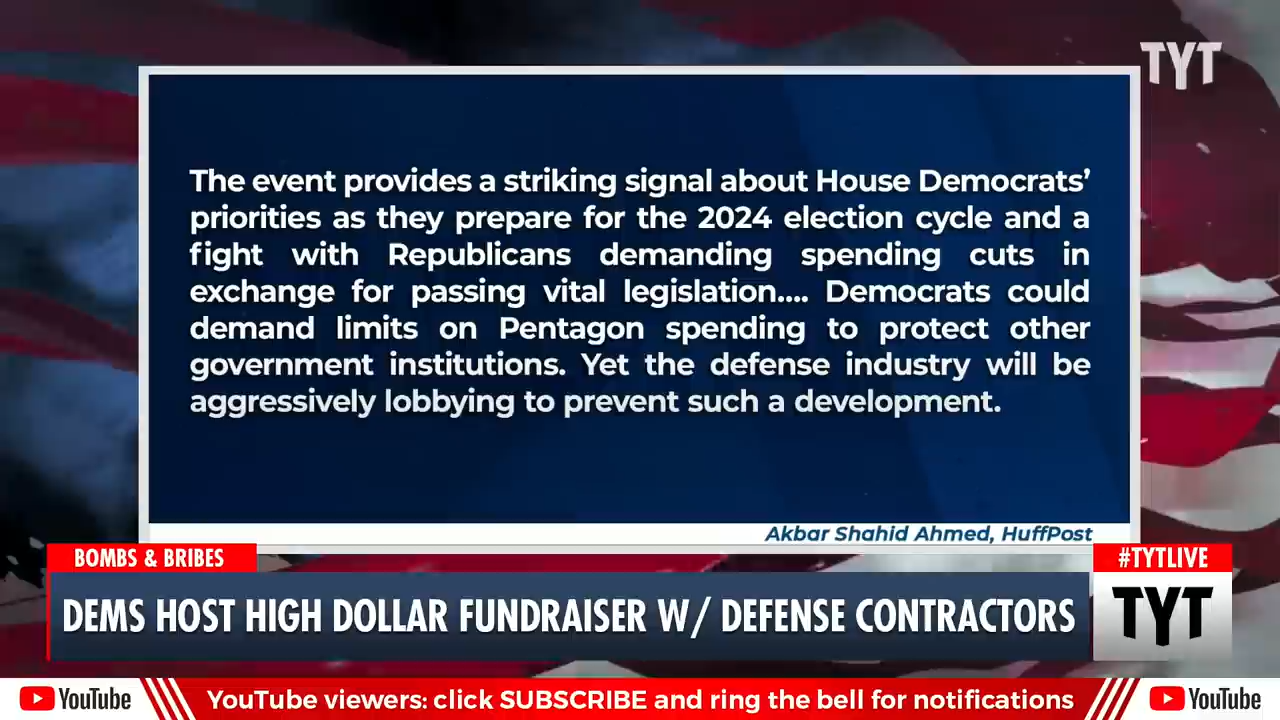 TYT
The event provides a striking signal about House Democrats'
priorities as they prepare for the 2024 election cycle and a
fight with Republicans demanding spending cuts in
exchange for passing vital legislation.... Democrats could
demand limits on Pentagon spending to protect other
government institutions. Yet the defense industry will be
aggressively lobbying to prevent such a development.
Akbar Shahid Ahmed, HuffPost
BOMBS & BRIBES
#TYTLIVE
DEMS HOST HIGH DOLLAR FUNDRAISER W/ DEFENSE CONTRACTORS
TYT
YouTube
YouTube viewers: click SUBSCRIBE and ring the bell for notifications
YouTube